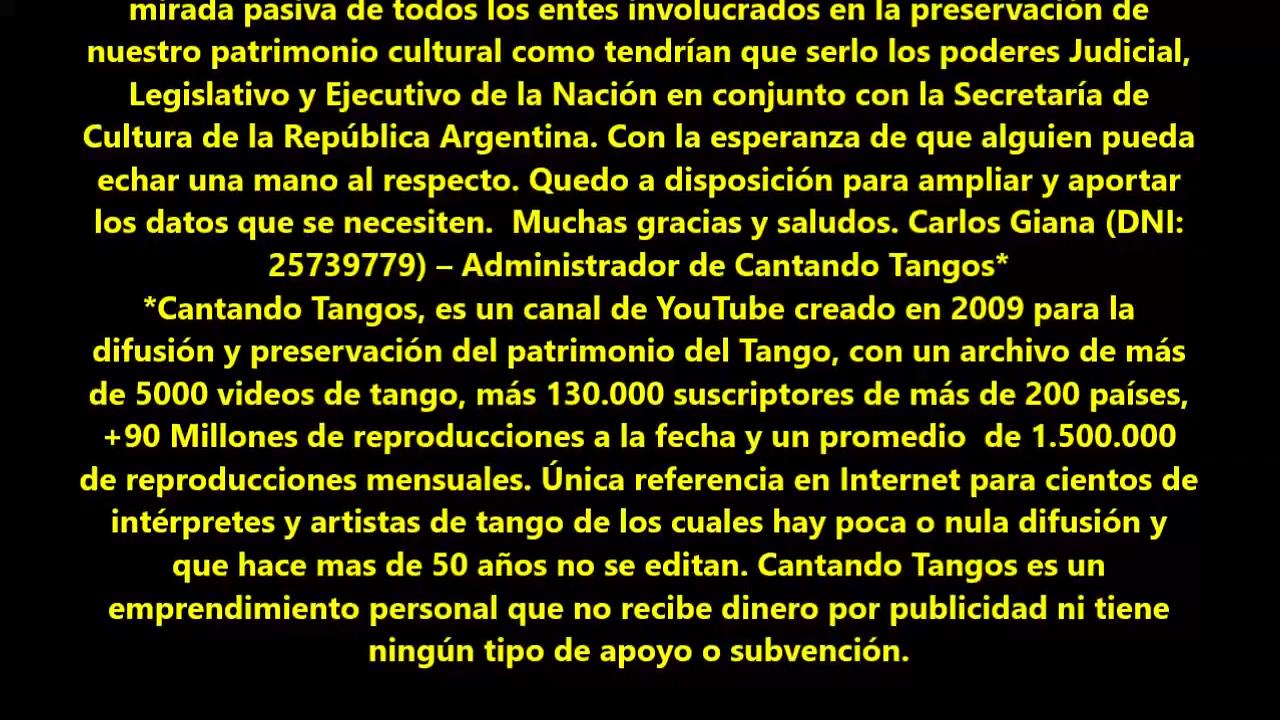 mirada pasiva de todos los entes involucrados en la preservación de
nuestro patrimonio cultural como tendrían que serlo los poderes Judicial,
Legislativo y Ejecutivo de la Nación en conjunto con la Secretaría de
Cultura de la República Argentina. Con la esperanza de que alguien pueda
echar una mano al respecto. Quedo a disposición para ampliar y aportar
los datos que se necesiten.  Muchas gracias y saludos. Carlos Giana (DNI:
25739779) – Administrador de Cantando Tangos*
*Cantando Tangos, es un canal de YouTube creado en 2009 para la
difusión y preservación del patrimonio del Tango, con un archivo de más
de 5000 videos de tango, más 130.000 suscriptores de más de 200 países,
+90 Millones de reproducciones a la fecha y un promedio  de 1.500.000
de reproducciones mensuales. Única referencia en Internet para cientos de
intérpretes y artistas de tango de los cuales hay poca o nula difusión y
que hace mas de 50 años no se editan. Cantando Tangos es un
emprendimiento personal que no recibe dinero por publicidad ni tiene
ningún tipo de apoyo o subvención.